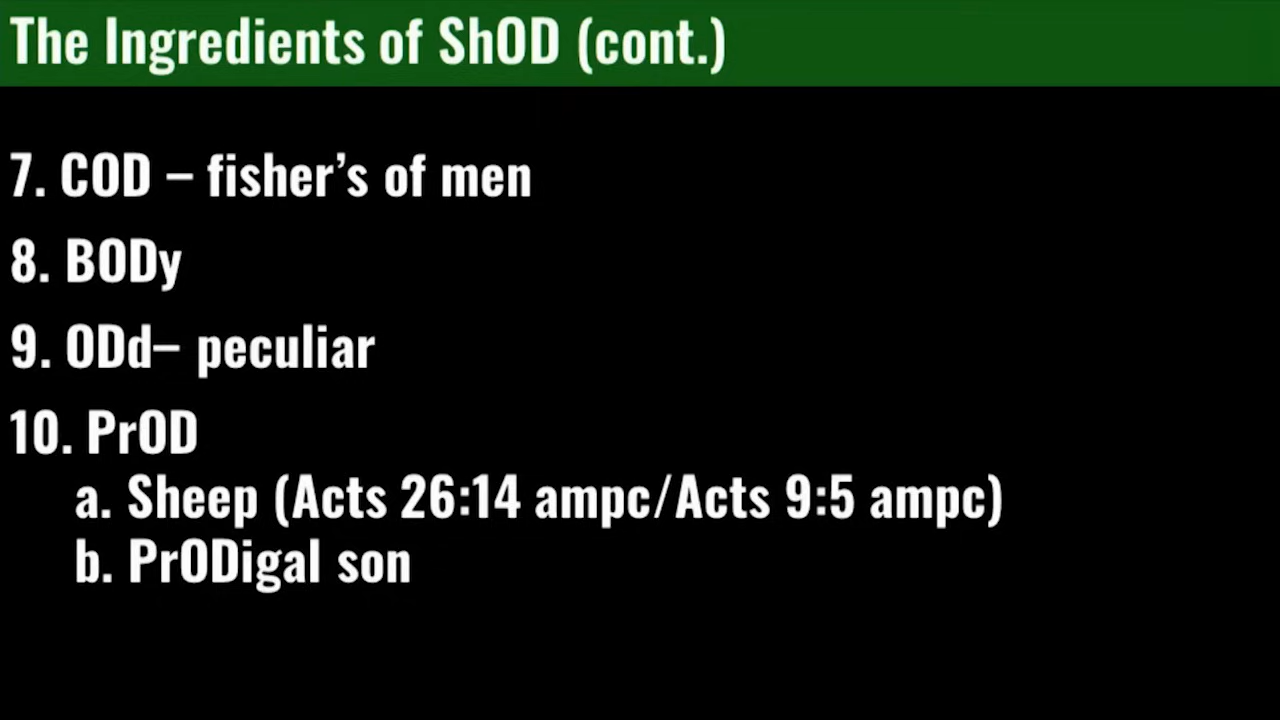 The Ingredients of ShOD (cont.)
7. COD – fisher’s of men
8. BODy
9. ODd– peculiar
10. PrOD
a. Sheep (Acts 26:14 ampc/Acts 9:5 ampc)
b. PrODigal son